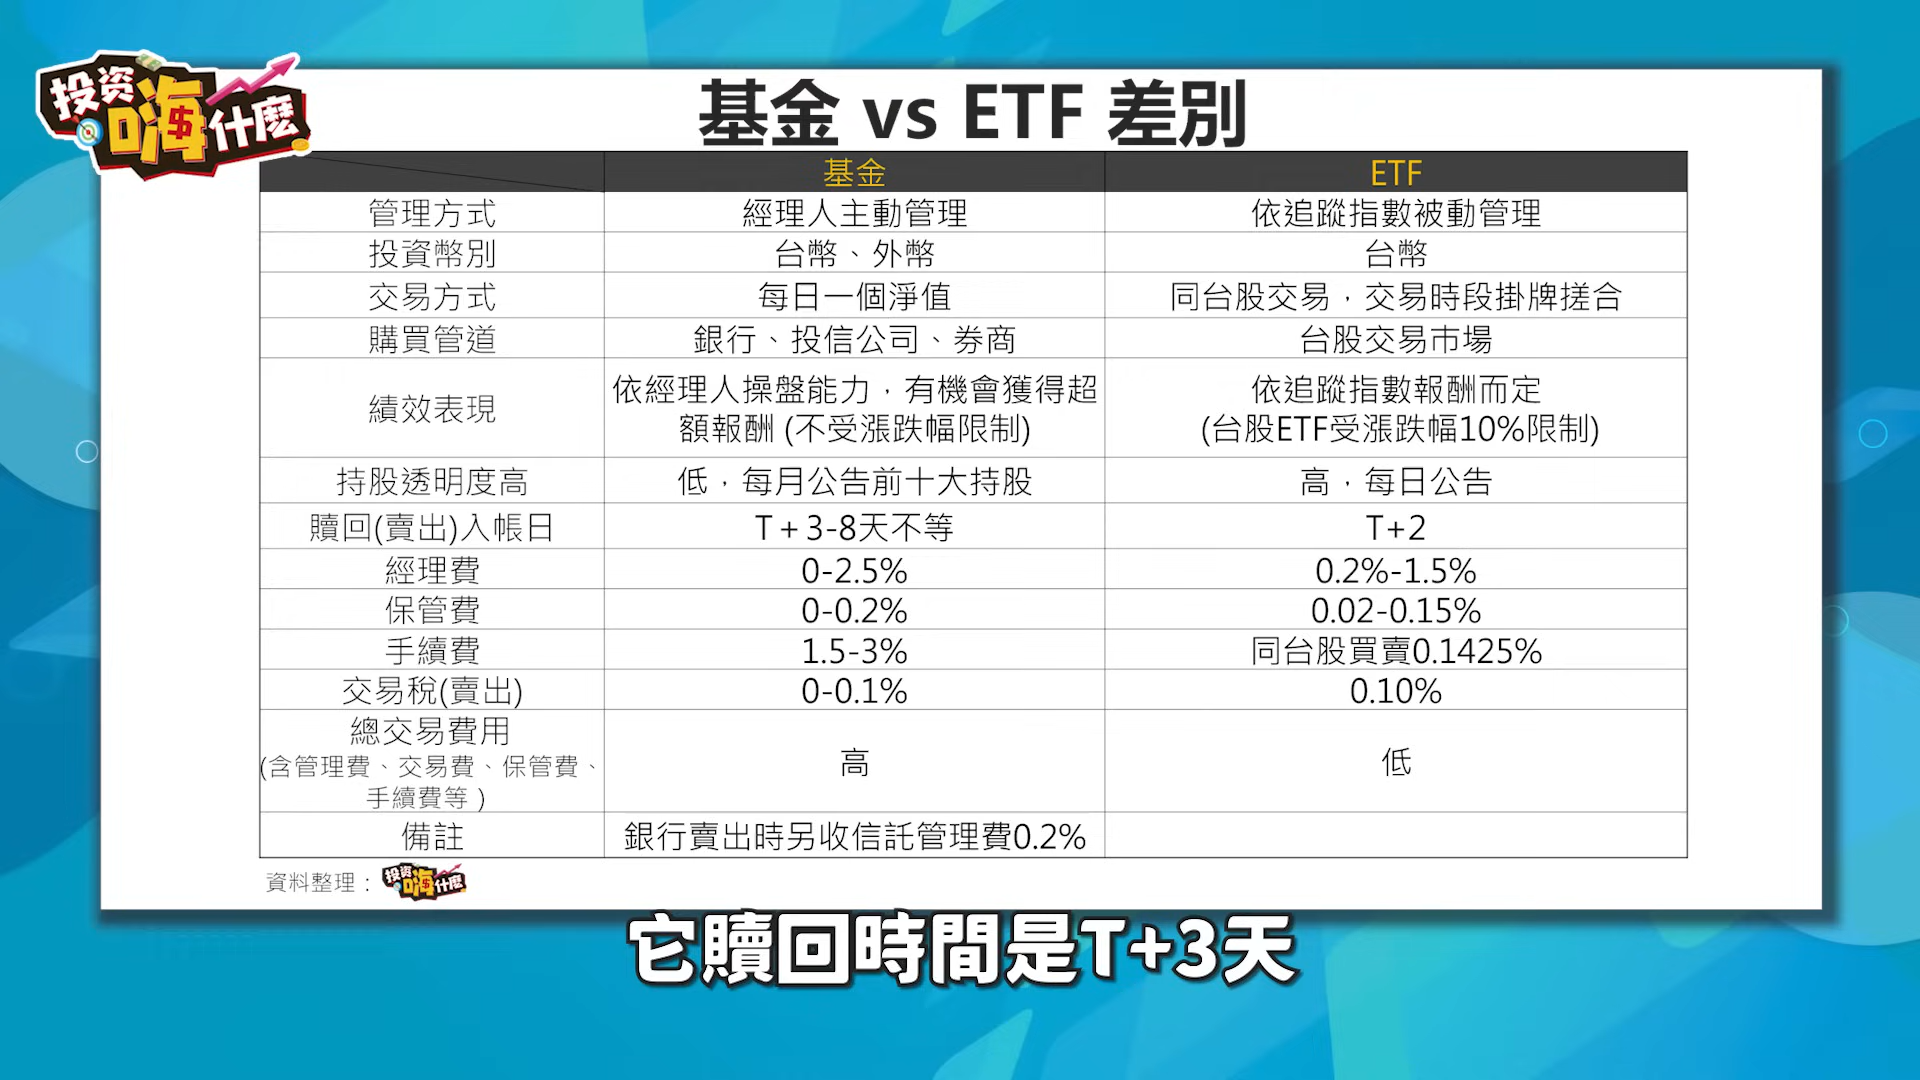 投資
嗨
什麼
基金 vs ETF 差別
基金 ETF
管理方式 經理人主動管理 依追蹤指數被動管理
投資幣別 台幣、外幣 台幣
交易方式 每日一個淨值 同台股交易，交易時段掛牌搓合
購買管道 銀行、投信公司、券商 台股交易市場
績效表現 依經理人操盤能力，有機會獲得超 依追蹤指數報酬而定
額報酬 (不受漲跌幅限制) (台股ETF受漲跌幅10%限制)
持股透明度高 低，每月公告前十大持股 高，每日公告
贖回(賣出)入帳日 T + 3-8天不等 T+2
經理費 0-2.5% 0.2%-1.5%
保管費 0-0.2% 0.02-0.15%
手續費 1.5-3% 同台股買賣0.1425%
交易稅(賣出) 0-0.1% 0.10%
總交易費用
(含管理費、交易費、保管費、 高 低
手續費等 )
備註 銀行賣出時另收信託管理費0.2%
資料整理： 投資嗨什麼
它贖回時間是T+3天